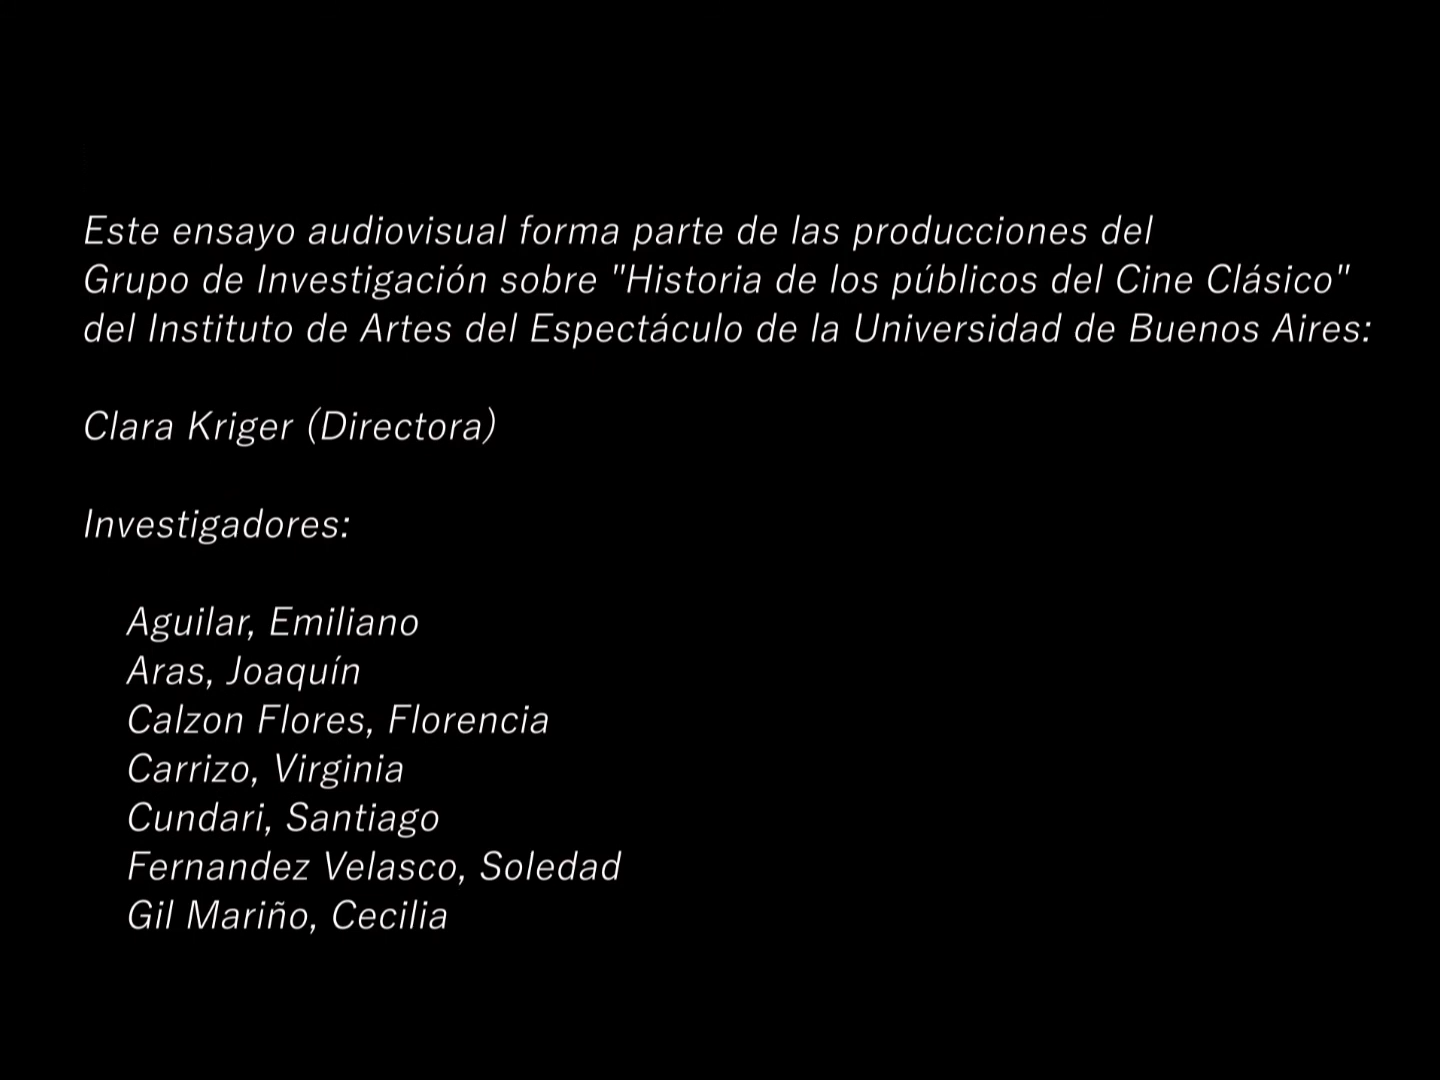 Este ensayo audiovisual forma parte de las producciones del
Grupo de Investigación sobre "Historia de los públicos del Cine Clásico"
del Instituto de Artes del Espectáculo de la Universidad de Buenos Aires:
Clara Kriger (Directora)
Investigadores:
Aguilar, Emiliano
Aras, Joaquín
Calzon Flores, Florencia
Carrizo, Virginia
Cundari, Santiago
Fernandez Velasco, Soledad
Gil Mariño, Cecilia